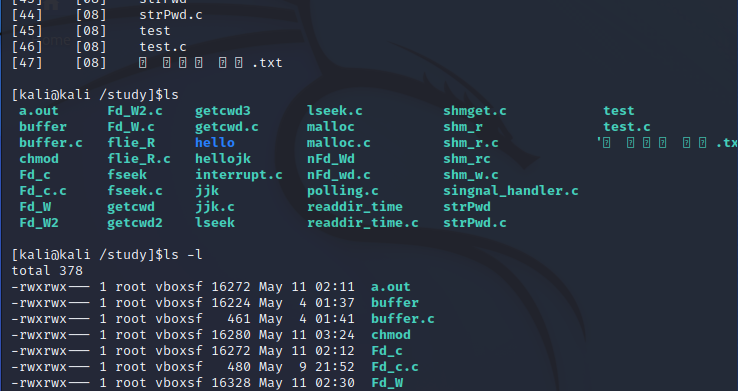 [44]    [08]    strPwd.c
[45]    [08]    test
[46]    [08]    test.c
[47]    [08]    .txt
[kali@kali /study]$ls
a.out      Fd_W2.c   getcwd3      lseek.c          shmget.c           test
buffer     Fd_W.c    getcwd.c     malloc           shm_r              test.c
buffer.c   flie_R    hello        malloc.c         shm_r.c
chmod      flie_R.c  hellojk      nFd_Wd           shm_rc
Fd_c       fseek     interrupt.c  nFd_wd.c         shm_w.c
Fd_c.c     fseek.c   jjk          polling.c        singnal_handler.c
Fd_W       getcwd    jjk.c        readdir_time     strPwd
Fd_W2      getcwd2   lseek        readdir_time.c   strPwd.c
[kali@kali /study]$ls -l
total 378
-rwxrwx--- 1 root vboxsf 16272 May 11 02:11  a.out
-rwxrwx--- 1 root vboxsf 16224 May  4 01:37  buffer
-rwxrwx--- 1 root vboxsf   461 May  4 01:41  buffer.c
-rwxrwx--- 1 root vboxsf 16280 May 11 03:24  chmod
-rwxrwx--- 1 root vboxsf 16272 May 11 02:12  Fd_c
-rwxrwx--- 1 root vboxsf   480 May  9 21:52  Fd_c.c
-rwxrwx--- 1 root vboxsf 16328 May 11 02:30  Fd_W